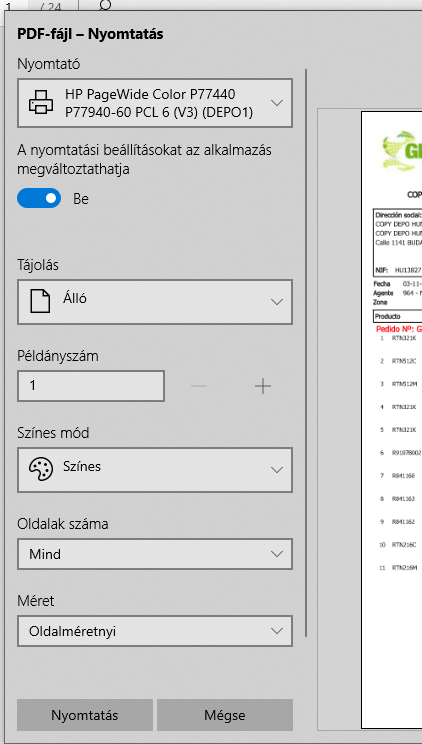 1 / 24
PDF-fájl – Nyomtatás
Nyomtató
HP PageWide Color P77440
P77940-60 PCL 6 (V3) (DEPO1)
A nyomtatási beállításokat az alkalmazás
megváltoztathatja
Be
Tájolás
Álló
Példányszám
1
Színes mód
Színes
Oldalak száma
Mind
Méret
Oldalméretnyi
Nyomtatás
Mégse
COP
Dirección social:
COPY DEPO HUN
COPY DEPO HUN
Calle 1141 BUDA
NIF: HU13827
Fecha 03-11-
Agente 964 -
Zona
Producto
Pedido Nº: G
1 RTN321K
2 RTN512C
3 RTN512M
4 RTN321K
5 RTN321K
6 R9107B002
7 R841160
8 R841163
9 R841162
10 RTN216C
11 RTN216M